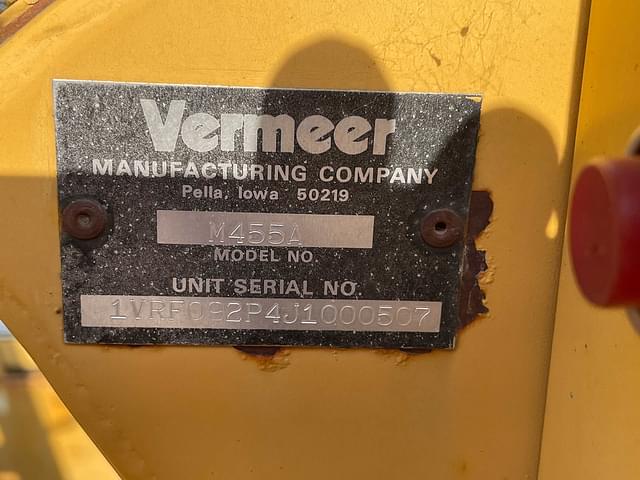 Vermeer
MANUFACTURING COMPANY
Pella, Iowa 50219
M455A
MODEL NO
UNIT SERIAL NO.
1VRF092P4J1000507